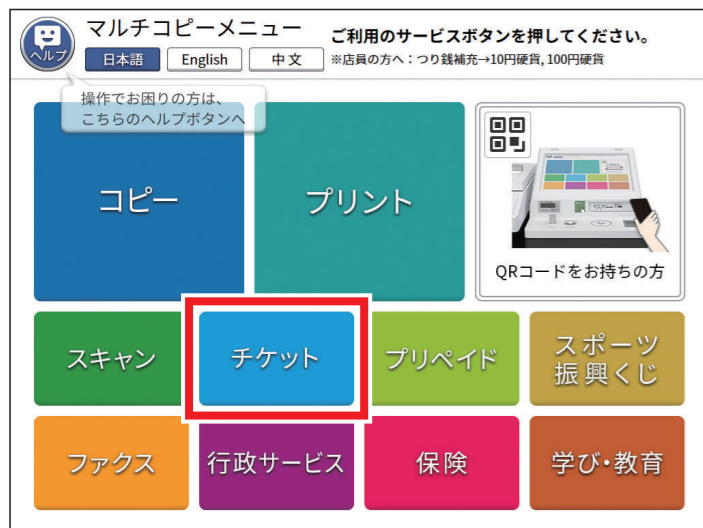 ヘルプ
マルチコピーメニュー
日本語 English 中文
ご利用のサービスボタンを押してください。
※店員の方へ：つり銭補充→10円硬貨, 100円硬貨
操作でお困りの方は、
こちらのヘルプボタンへ
コピー
プリント
QRコードをお持ちの方
スキャン
チケット
プリペイド
スポーツ
振興くじ
ファクス
行政サービス
保険
学び・教育